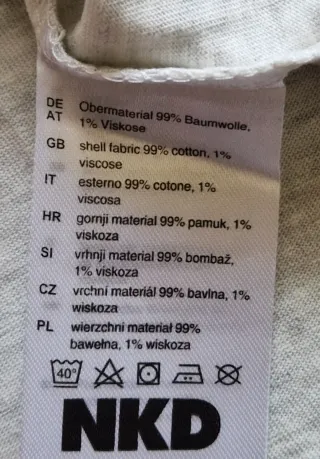 DE AT Obermaterial 99% Baumwolle,
1% Viskose
GB shell fabric 99% cotton, 1%
viscose
IT esterno 99% cotone, 1%
viscosa
HR gornji material 99% pamuk, 1%
viskoza
SI vrhnji material 99% bombaž,
1% viskoza
CZ vrchní materiál 99% bavlna, 1%
wiskoza
PL wierzchni materiał 99%
bawełna, 1% wiskoza
40°
NKD